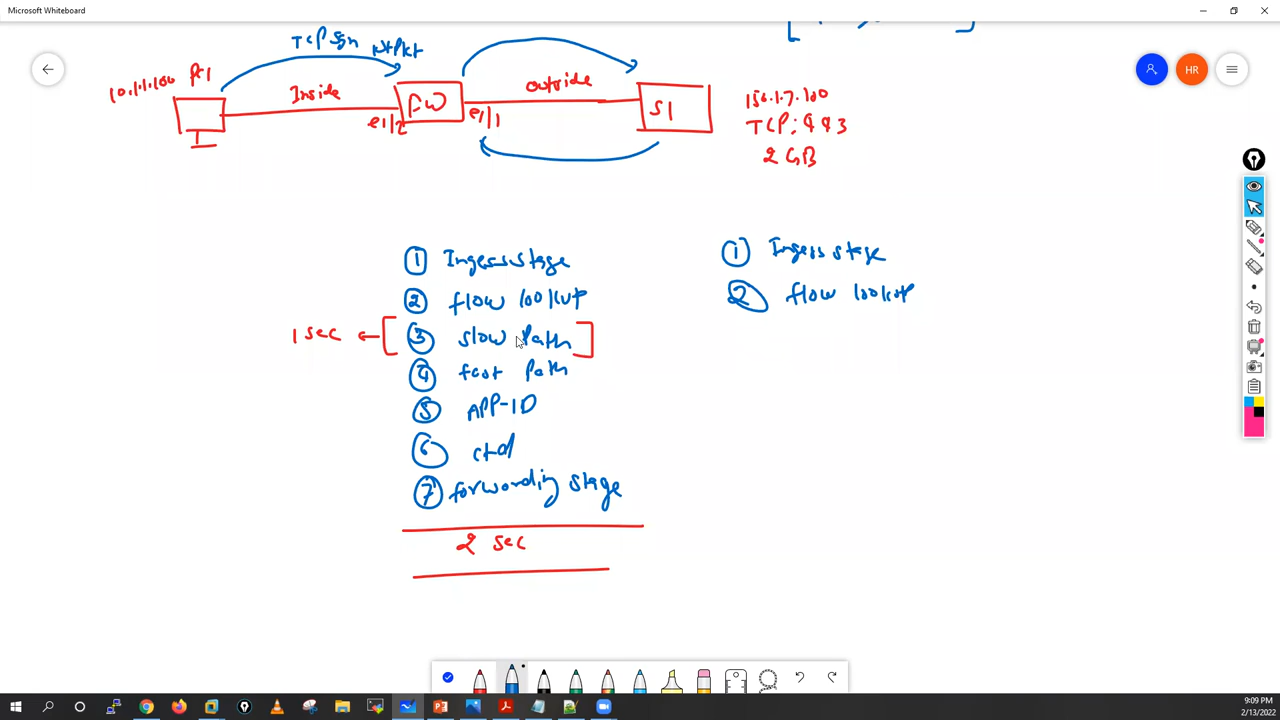 Microsoft Whiteboard
HR
TCP syn 1st Pkt
10.1.1.100 Pc1
Inside
FW
outside
S1
e1/2
e1/1
150.1.7.100
TCP: 443
2 GB
1 Ingress stage
2 flow lookup
1 sec
3 slow Path
4 fast Path
5 APP-ID
6 ctd
7 forwarding stage
2 sec
1 Ingess stage
2 flow lookup
9:09 PM
2/13/2022